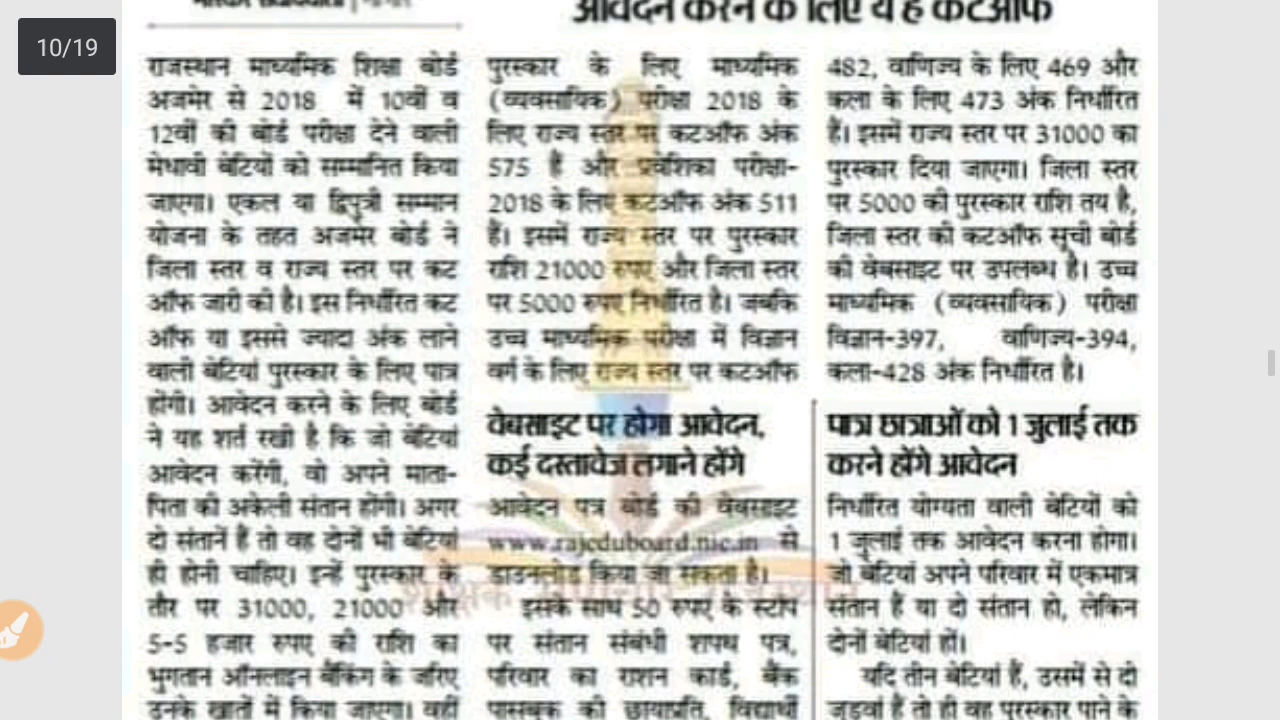 10/19
आवेदन करने के लिए ये है कटऑफ
राजस्थान माध्यमिक शिक्षा बोर्ड
अजमेर से 2018 में 10वीं व
12वीं की बोर्ड परीक्षा देने वाली
मेधावी बेटियों को सम्मानित किया
जाएगा। एकल या द्विपुत्री सम्मान
योजना के तहत अजमेर बोर्ड ने
जिला स्तर व राज्य स्तर पर कट
ऑफ जारी की है। इस निर्धारित कट
ऑफ या इससे ज्यादा अंक लाने
वाली बेटियां पुरस्कार के लिए पात्र
होंगी। आवेदन करने के लिए बोर्ड
ने यह शर्त रखी है कि जो बेटियां
आवेदन करेंगी, वो अपने माता-
पिता की अकेली संतान होंगी। अगर
दो संतानें हैं तो वह दोनों भी बेटियां
ही होनी चाहिए। इन्हें पुरस्कार के
तौर पर 31000, 21000 और
5-5 हजार रुपए की राशि का
भुगतान ऑनलाइन बैंकिंग के जरिए
उनके खातों में किया जाएगा। वहीं
पुरस्कार के लिए माध्यमिक
(व्यवसायिक) परीक्षा 2018 के
लिए राज्य स्तर पर कटऑफ अंक
575 हैं और प्रवेशिका परीक्षा-
2018 के लिए कटऑफ अंक 511
हैं। इसमें राज्य स्तर पर पुरस्कार
राशि 21000 रुपए और जिला स्तर
पर 5000 रुपए निर्धारित है। जबकि
उच्च माध्यमिक परीक्षा में विज्ञान
वर्ग के लिए राज्य स्तर पर कटऑफ
482, वाणिज्य के लिए 469 और
कला के लिए 473 अंक निर्धारित
हैं। इसमें राज्य स्तर पर 31000 का
पुरस्कार दिया जाएगा। जिला स्तर
पर 5000 की पुरस्कार राशि तय है,
जिला स्तर की कटऑफ सूची बोर्ड
की वेबसाइट पर उपलब्ध है। उच्च
माध्यमिक (व्यवसायिक) परीक्षा
विज्ञान-397, वाणिज्य-394,
कला-428 अंक निर्धारित है।
वेबसाइट पर होगा आवेदन,
कई दस्तावेज लगाने होंगे
आवेदन पत्र बोर्ड की वेबसाइट
www.rajeduboard.nic.in से
डाउनलोड किया जा सकता है।
इसके साथ 50 रुपए के स्टांप
पर संतान संबंधी शपथ पत्र,
परिवार का राशन कार्ड, बैंक
पासबुक की छायाप्रति, विद्यार्थी
पात्र छात्राओं को 1 जुलाई तक
करने होंगे आवेदन
निर्धारित योग्यता वाली बेटियों को
1 जुलाई तक आवेदन करना होगा।
जो बेटियां अपने परिवार में एकमात्र
संतान हैं या दो संतान हो, लेकिन
दोनों बेटियां हों।
यदि तीन बेटियां हैं, उसमें से दो
जुड़वां हैं तो ही वह पुरस्कार पाने के